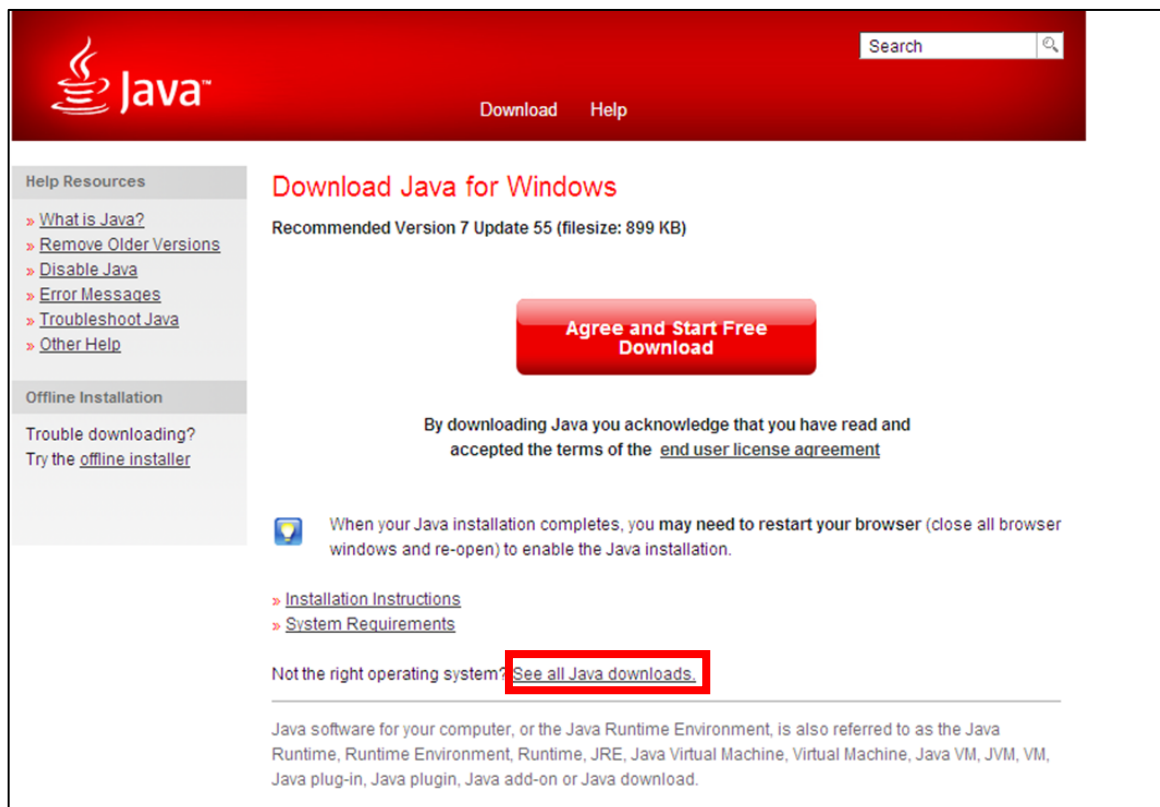 Java™
Search
Download Help
Help Resources
» What is Java?
» Remove Older Versions
» Disable Java
» Error Messages
» Troubleshoot Java
» Other Help
Offline Installation
Trouble downloading?
Try the offline installer
Download Java for Windows
Recommended Version 7 Update 55 (filesize: 899 KB)
Agree and Start Free
Download
By downloading Java you acknowledge that you have read and
accepted the terms of the end user license agreement
When your Java installation completes, you may need to restart your browser (close all browser
windows and re-open) to enable the Java installation.
» Installation Instructions
» System Requirements
Not the right operating system? See all Java downloads.
Java software for your computer, or the Java Runtime Environment, is also referred to as the Java
Runtime, Runtime Environment, Runtime, JRE, Java Virtual Machine, Virtual Machine, Java VM, JVM, VM,
Java plug-in, Java plugin, Java add-on or Java download.